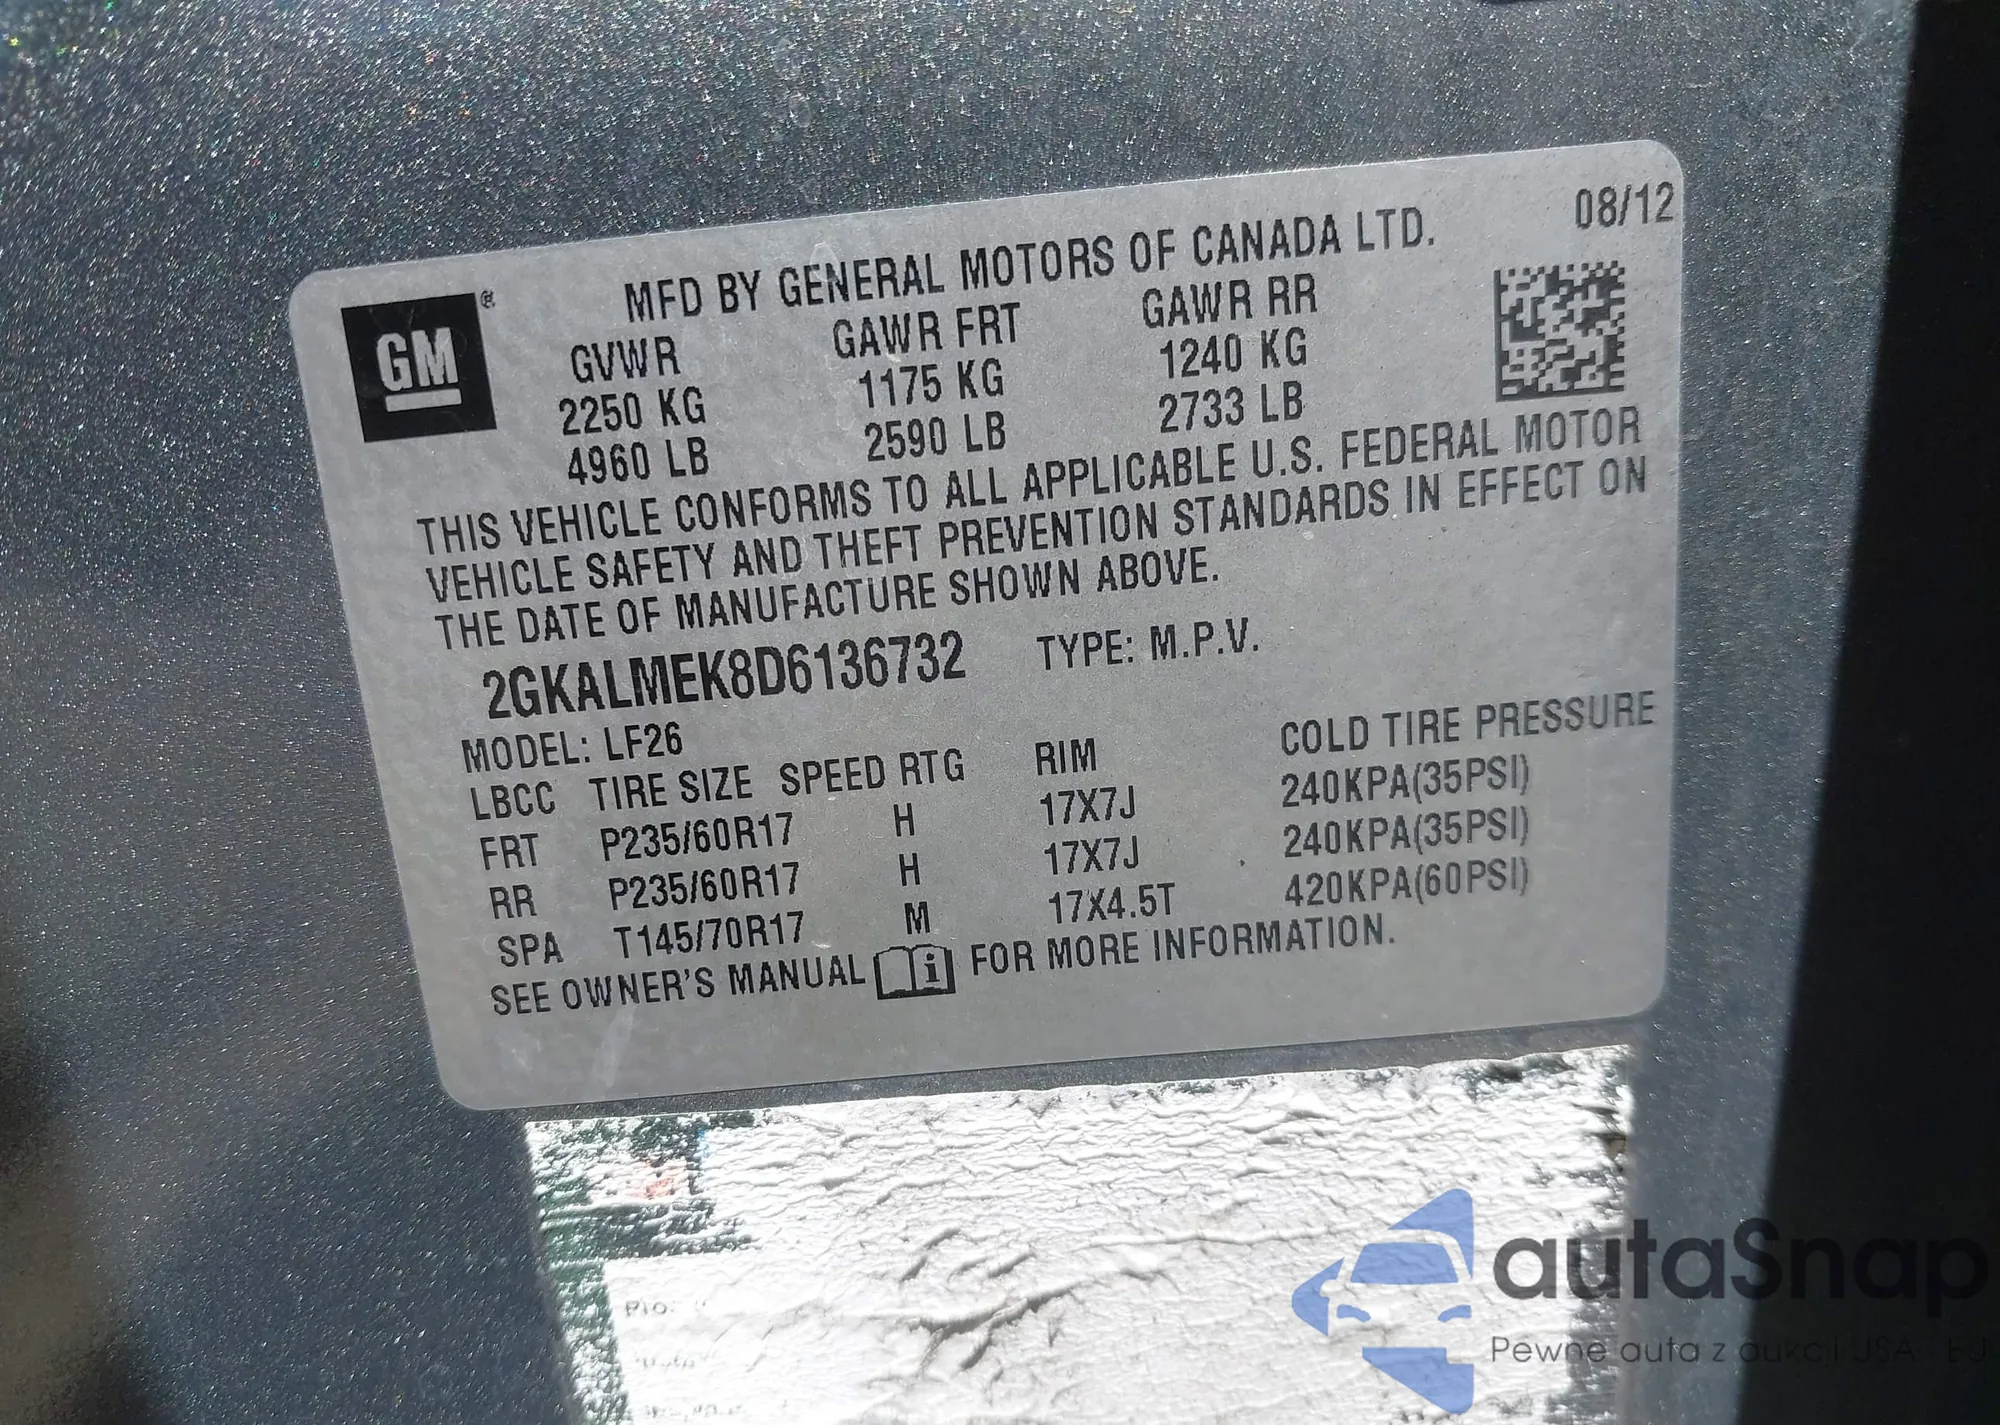 08/12
MFD BY GENERAL MOTORS OF CANADA LTD.
GM ®
GVWR GAWR FRT GAWR RR
2250 KG 1175 KG 1240 KG
4960 LB 2590 LB 2733 LB
THIS VEHICLE CONFORMS TO ALL APPLICABLE U.S. FEDERAL MOTOR
VEHICLE SAFETY AND THEFT PREVENTION STANDARDS IN EFFECT ON
THE DATE OF MANUFACTURE SHOWN ABOVE.
2GKALMEK8D6136732 TYPE: M.P.V.
MODEL: LF26
LBCC TIRE SIZE SPEED RTG RIM COLD TIRE PRESSURE
FRT P235/60R17 H 17X7J 240KPA(35PSI)
RR P235/60R17 H 17X7J 240KPA(35PSI)
SPA T145/70R17 M 17X4.5T 420KPA(60PSI)
SEE OWNER'S MANUAL FOR MORE INFORMATION.
autaSnap
Pewne auta z aukcji USA